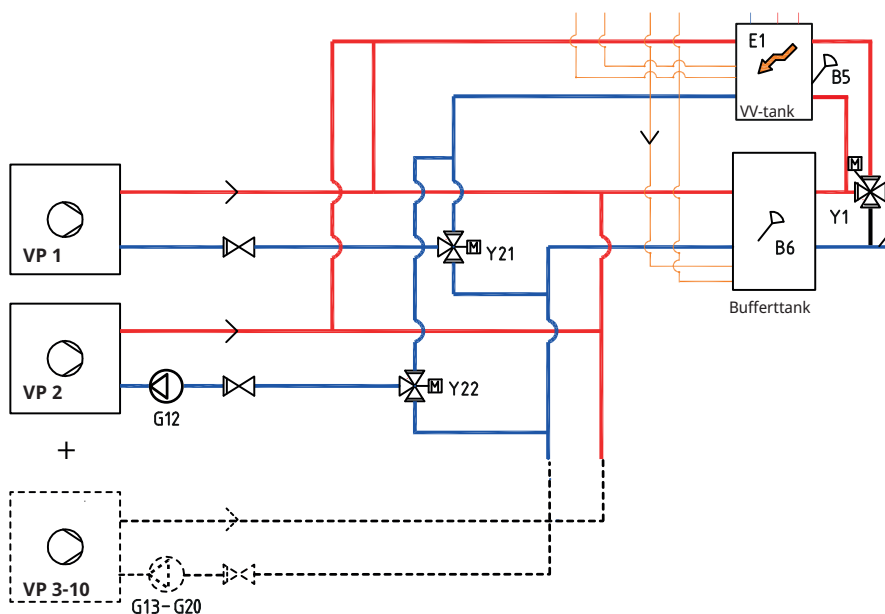 E1
B5
VV-tank
M
VP 1
M
Y21
Y1
B6
Bufferttank
VP 2
G12
M
Y22
+
VP 3-10
G13-G20